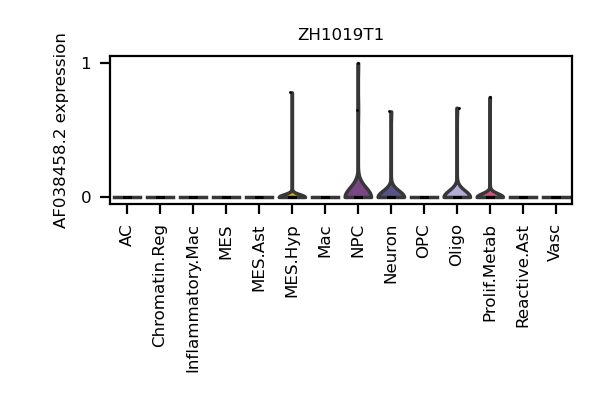 ZH1019T1
AF038458.2 expression
1
0
AC
Chromatin.Reg
Inflammatory.Mac
MES
MES.Ast
MES.Hyp
Mac
NPC
Neuron
OPC
Oligo
Prolif.Metab
Reactive.Ast
Vasc